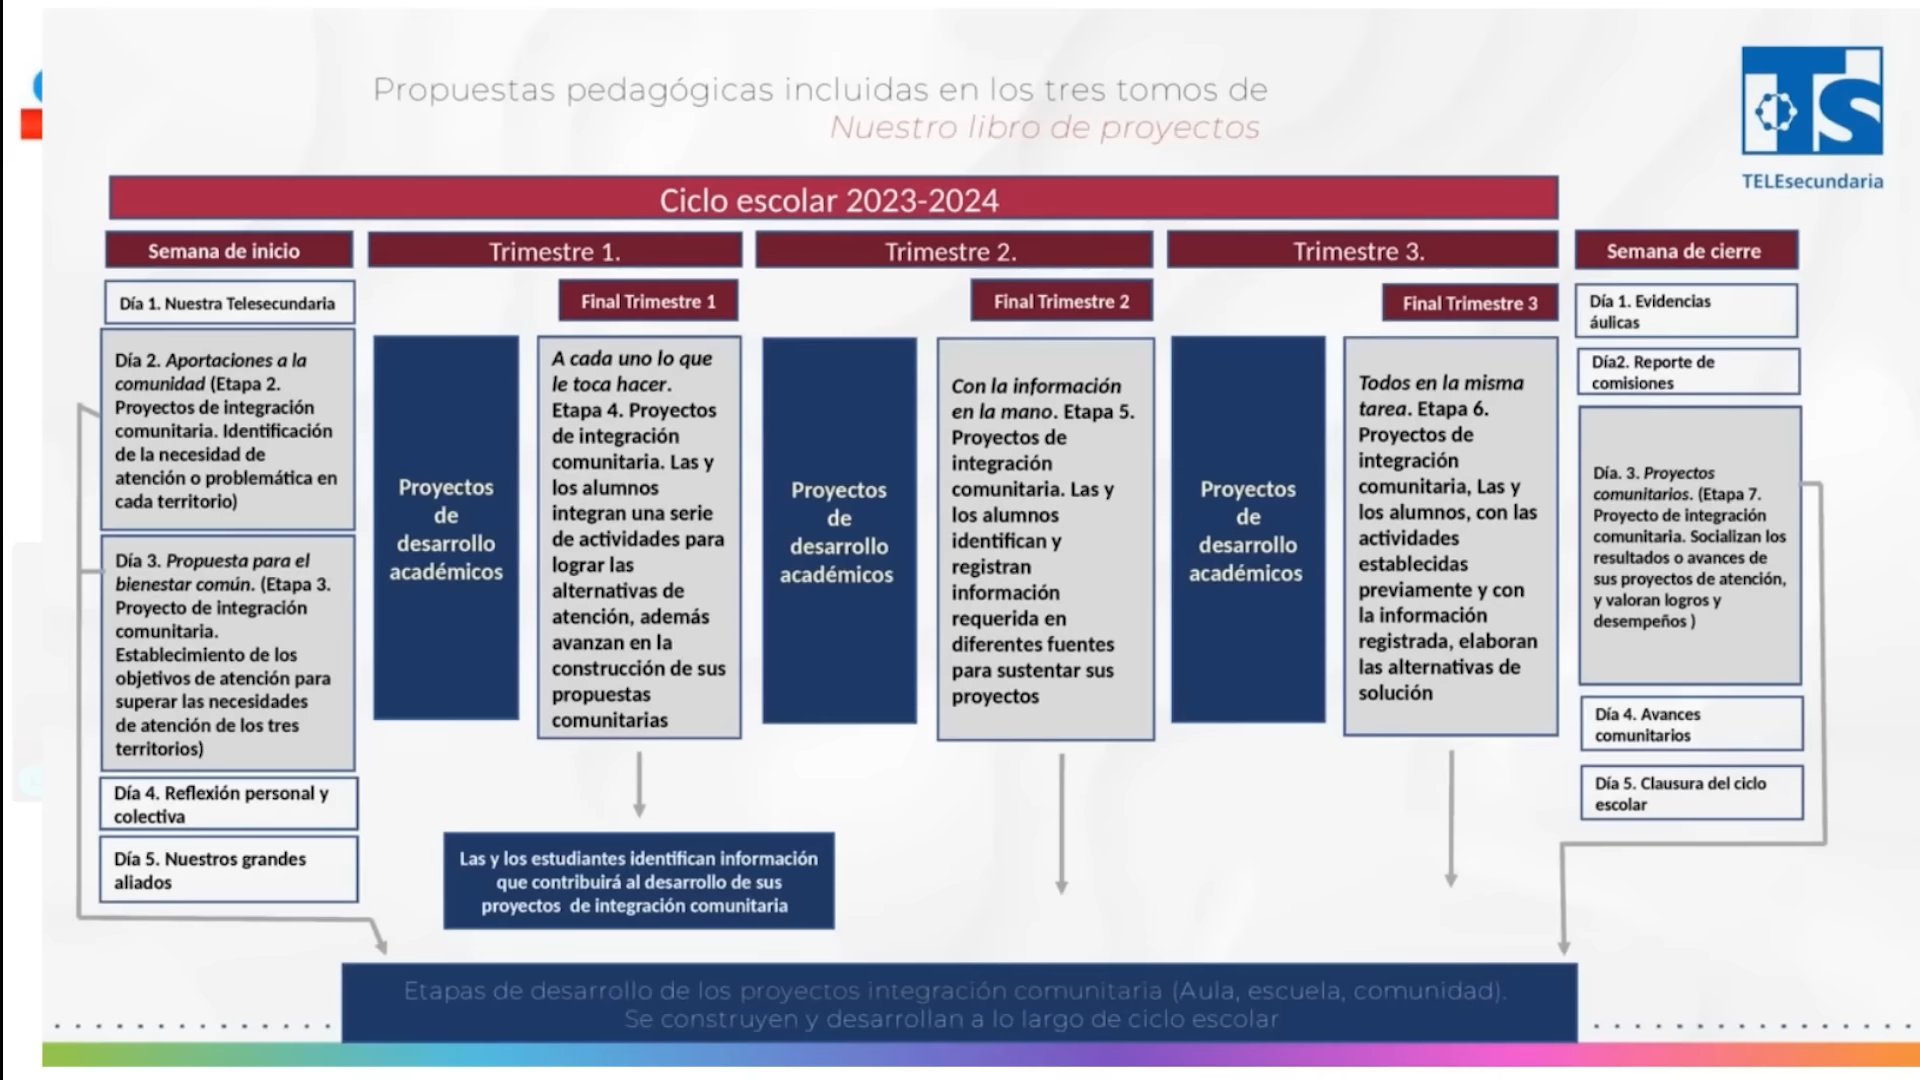 Propuestas pedagógicas incluidas en los tres tomos de
Nuestro libro de proyectos
TS
TELEsecundaria
Ciclo escolar 2023-2024
Semana de inicio
Día 1. Nuestra Telesecundaria
Día 2. Aportaciones a la
comunidad (Etapa 2.
Proyectos de integración
comunitaria. Identificación
de la necesidad de
atención o problemática en
cada territorio)
Día 3. Propuesta para el
bienestar común. (Etapa 3.
Proyecto de integración
comunitaria.
Establecimiento de los
objetivos de atención para
superar las necesidades
de atención de los tres
territorios)
Día 4. Reflexión personal y
colectiva
Día 5. Nuestros grandes
aliados
Trimestre 1.
Final Trimestre 1
Proyectos
de
desarrollo
académicos
A cada uno lo que
le toca hacer.
Etapa 4. Proyectos
de integración
comunitaria. Las y
los alumnos
integran una serie
de actividades para
lograr las
alternativas de
atención, además
avanzan en la
construcción de sus
propuestas
comunitarias
Las y los estudiantes identifican información
que contribuirá al desarrollo de sus
proyectos de integración comunitaria
Trimestre 2.
Final Trimestre 2
Proyectos
de
desarrollo
académicos
Con la información
en la mano. Etapa 5.
Proyectos de
integración
comunitaria. Las y
los alumnos
identifican y
registran
información
requerida en
diferentes fuentes
para sustentar sus
proyectos
Trimestre 3.
Final Trimestre 3
Proyectos
de
desarrollo
académicos
Todos en la misma
tarea. Etapa 6.
Proyectos de
integración
comunitaria, Las y
los alumnos, con las
actividades
establecidas
previamente y con
la información
registrada, elaboran
las alternativas de
solución
Semana de cierre
Día 1. Evidencias
áulicas
Día2. Reporte de
comisiones
Día. 3. Proyectos
comunitarios. (Etapa 7.
Proyecto de integración
comunitaria. Socializan los
resultados o avances de
sus proyectos de atención,
y valoran logros y
desempeños )
Día 4. Avances
comunitarios
Día 5. Clausura del ciclo
escolar
Etapas de desarrollo de los proyectos integración comunitaria (Aula, escuela, comunidad).
Se construyen y desarrollan a lo largo de ciclo escolar